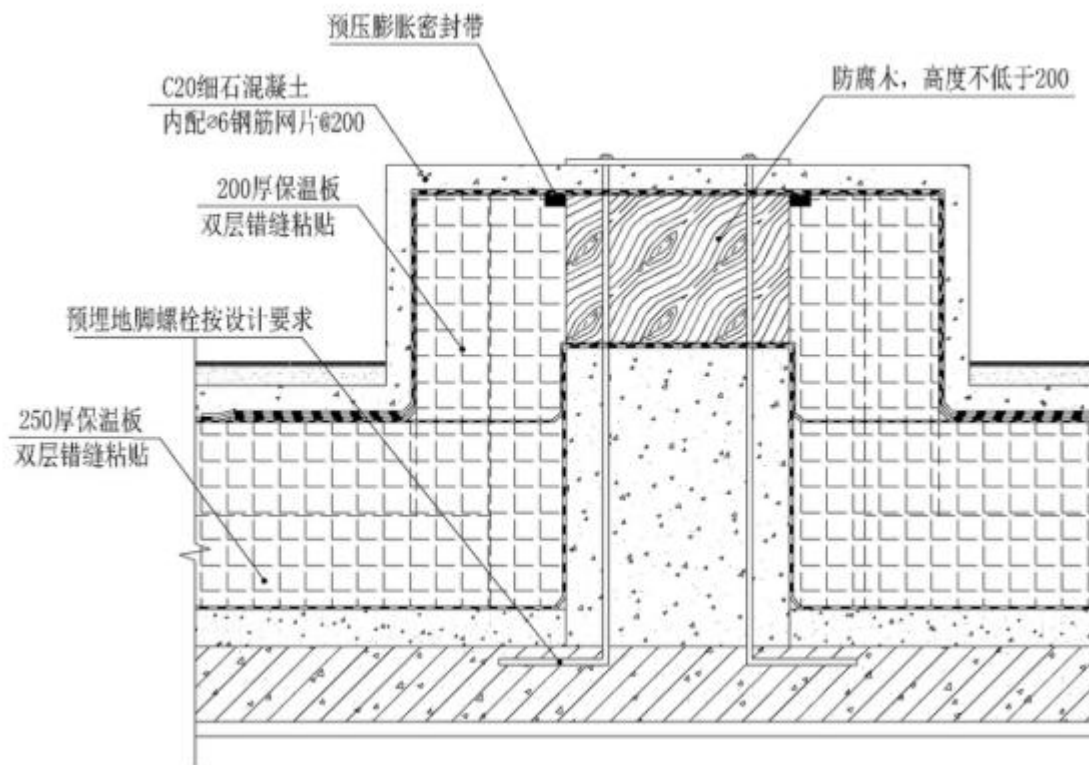 预压膨胀密封带
C20细石混凝土
内配⌀6钢筋网片@200
防腐木，高度不低于200
200厚保温板
双层错缝粘贴
预埋地脚螺栓按设计要求
250厚保温板
双层错缝粘贴